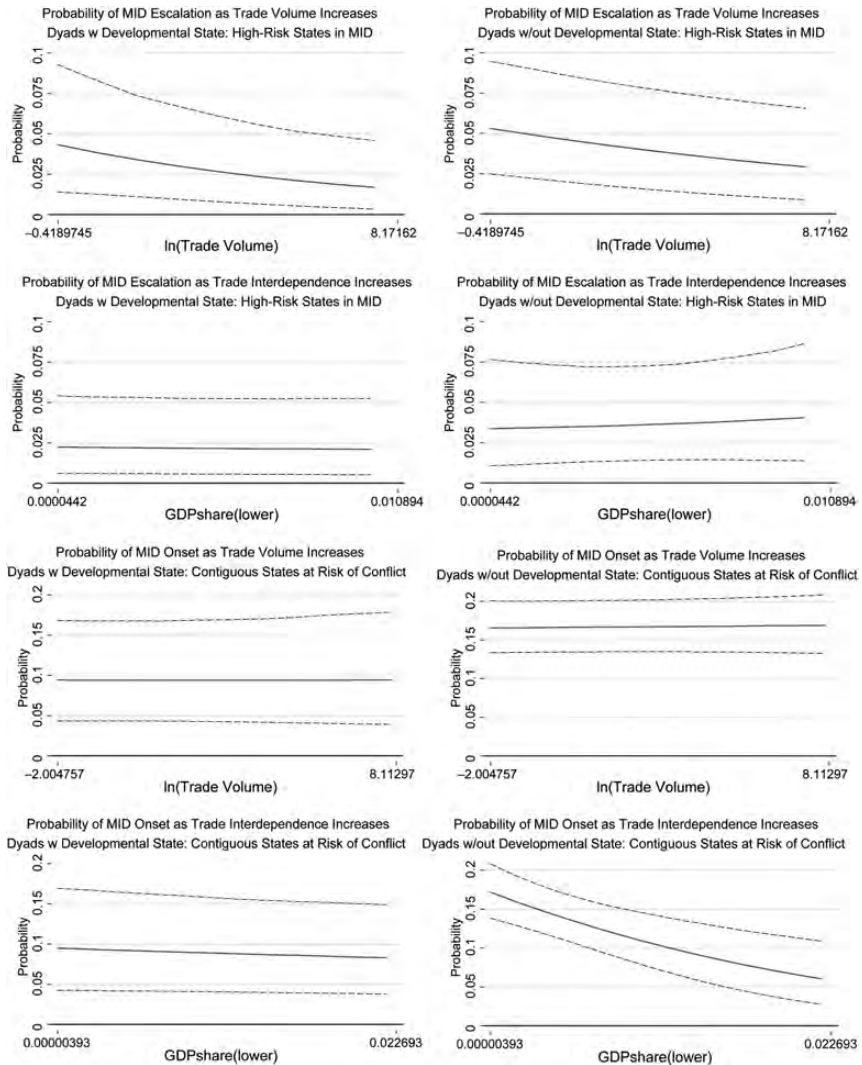 Probability of MID Escalation as Trade Volume Increases
Dyads w Developmental State: High-Risk States in MID
Probability
0.1
0.075
0.05
0.025
0
−0.4189745
8.17162
ln(Trade Volume)
Probability of MID Escalation as Trade Volume Increases
Dyads w/out Developmental State: High-Risk States in MID
Probability
0.1
0.075
0.05
0.025
0
−0.4189745
8.17162
ln(Trade Volume)
Probability of MID Escalation as Trade Interdependence Increases
Dyads w Developmental State: High-Risk States in MID
Probability
0.1
0.075
0.05
0.025
0
0.0000442
0.010894
GDPshare(lower)
Probability of MID Escalation as Trade Interdependence Increases
Dyads w/out Developmental State: High-Risk States in MID
Probability
0.1
0.075
0.05
0.025
0
0.0000442
0.010894
GDPshare(lower)
Probability of MID Onset as Trade Volume Increases
Dyads w Developmental State: Contiguous States at Risk of Conflict
Probability
0.2
0.15
0.1
0.05
0
−2.004757
8.11297
ln(Trade Volume)
Probability of MID Onset as Trade Volume Increases
Dyads w/out Developmental State: Contiguous States at Risk of Conflict
Probability
0.2
0.15
0.1
0.05
0
−2.004757
8.11297
ln(Trade Volume)
Probability of MID Onset as Trade Interdependence Increases
Dyads w Developmental State: Contiguous States at Risk of Conflict
Probability
0.2
0.15
0.1
0.05
0
0.00000393
0.022693
GDPshare(lower)
Probability of MID Onset as Trade Interdependence Increases
Dyads w/out Developmental State: Contiguous States at Risk of Conflict
Probability
0.2
0.15
0.1
0.05
0
0.00000393
0.022693
GDPshare(lower)